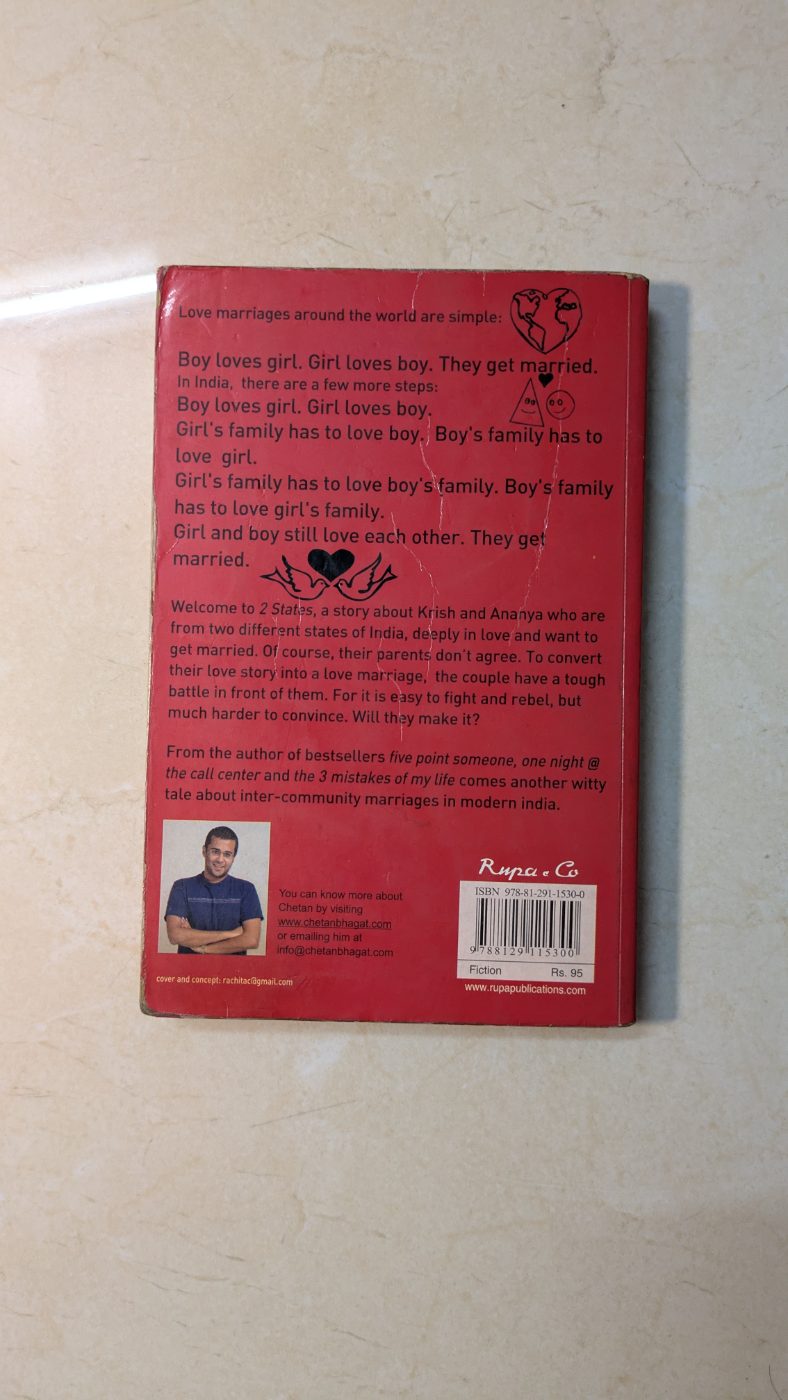 Love marriages around the world are simple:
Boy loves girl. Girl loves boy. They get married.
In India, there are a few more steps:
Boy loves girl. Girl loves boy.
Girl's family has to love boy. Boy's family has to
love girl.
Girl's family has to love boy's family. Boy's family
has to love girl's family.
Girl and boy still love each other. They get
married.
Welcome to 2 States, a story about Krish and Ananya who are
from two different states of India, deeply in love and want to
get married. Of course, their parents don't agree. To convert
their love story into a love marriage, the couple have a tough
battle in front of them. For it is easy to fight and rebel, but
much harder to convince. Will they make it?
From the author of bestsellers five point someone, one night @
the call center and the 3 mistakes of my life comes another witty
tale about inter-community marriages in modern india.
You can know more about
Chetan by visiting
www.chetanbhagat.com
or emailing him at
info@chetanbhagat.com
cover and concept: rachitac@gmail.com
Rupa & Co
ISBN 978-81-291-1530-0
9 788129 115300
Fiction Rs. 95
www.rupapublications.com